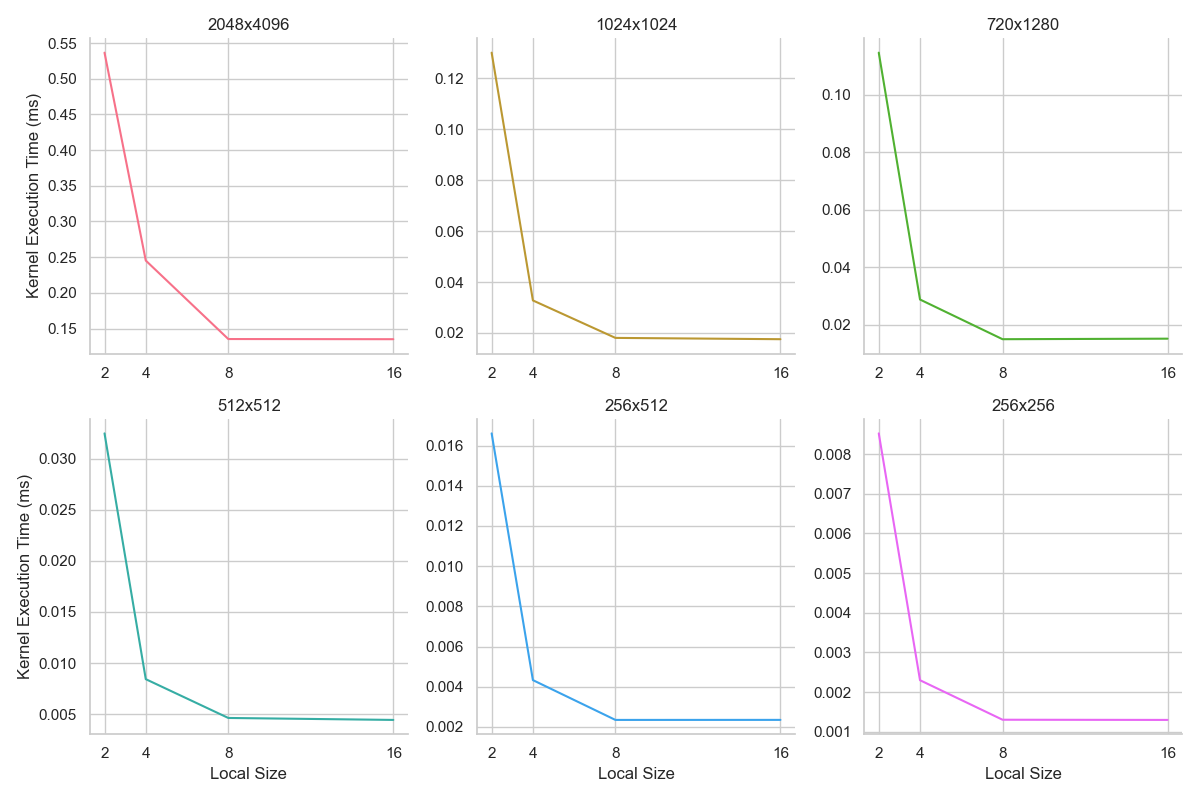 2048x4096
1024x1024
720x1280
Kernel Execution Time (ms)
0.55
0.50
0.45
0.40
0.35
0.30
0.25
0.20
0.15
2 4 8 16
0.12
0.10
0.08
0.06
0.04
0.02
2 4 8 16
0.10
0.08
0.06
0.04
0.02
2 4 8 16
512x512
256x512
256x256
Kernel Execution Time (ms)
0.030
0.025
0.020
0.015
0.010
0.005
2 4 8 16
Local Size
0.016
0.014
0.012
0.010
0.008
0.006
0.004
0.002
2 4 8 16
Local Size
0.008
0.007
0.006
0.005
0.004
0.003
0.002
0.001
2 4 8 16
Local Size